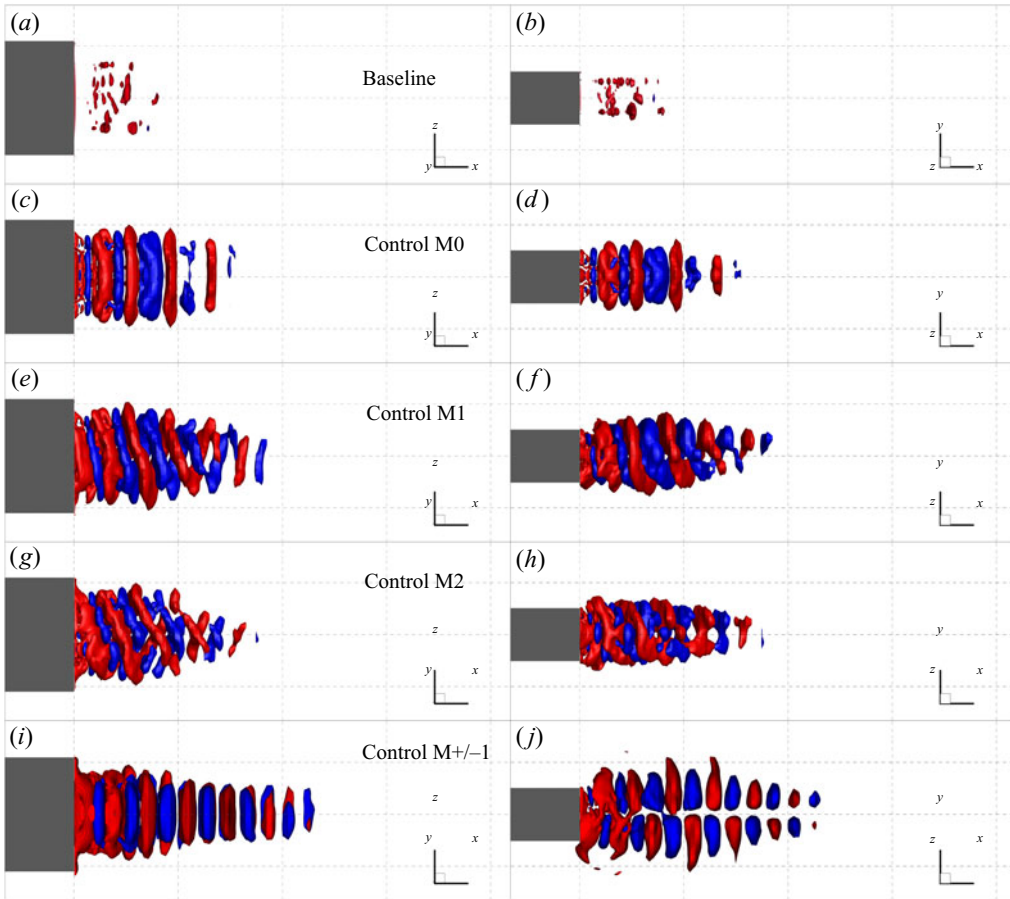 (a)
(b)
Baseline
z
y
x
y
z
x
(c)
(d)
Control M0
z
y
x
y
z
x
(e)
(f)
Control M1
z
y
x
y
z
x
(g)
(h)
Control M2
z
y
x
y
z
x
(i)
(j)
Control M+/–1
z
y
x
y
z
x